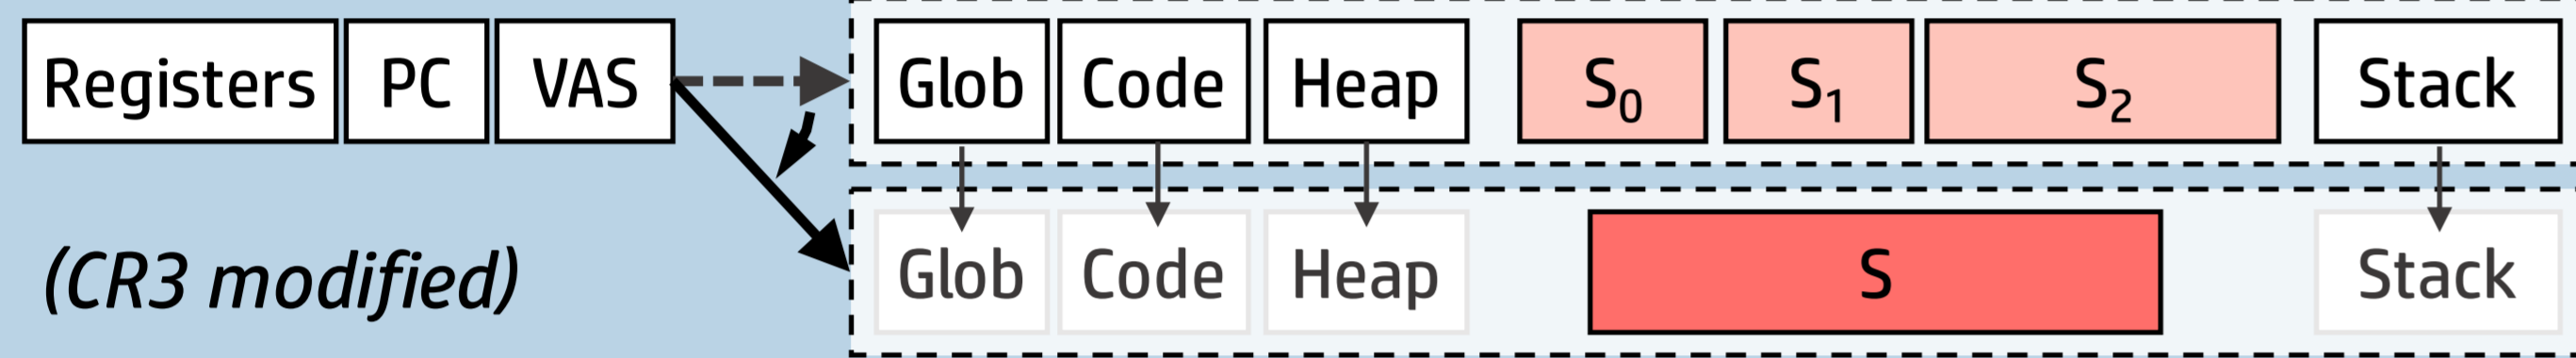 Registers PC VAS Glob Code Heap S0 S1 S2 Stack
(CR3 modified) Glob Code Heap S Stack